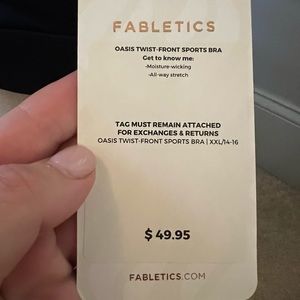 FABLETICS
OASIS TWIST-FRONT SPORTS BRA
Get to know me:
-Moisture-wicking
-All-way stretch
TAG MUST REMAIN ATTACHED
FOR EXCHANGES & RETURNS
OASIS TWIST-FRONT SPORTS BRA | XXL/14-16
$ 49.95
FABLETICS.COM